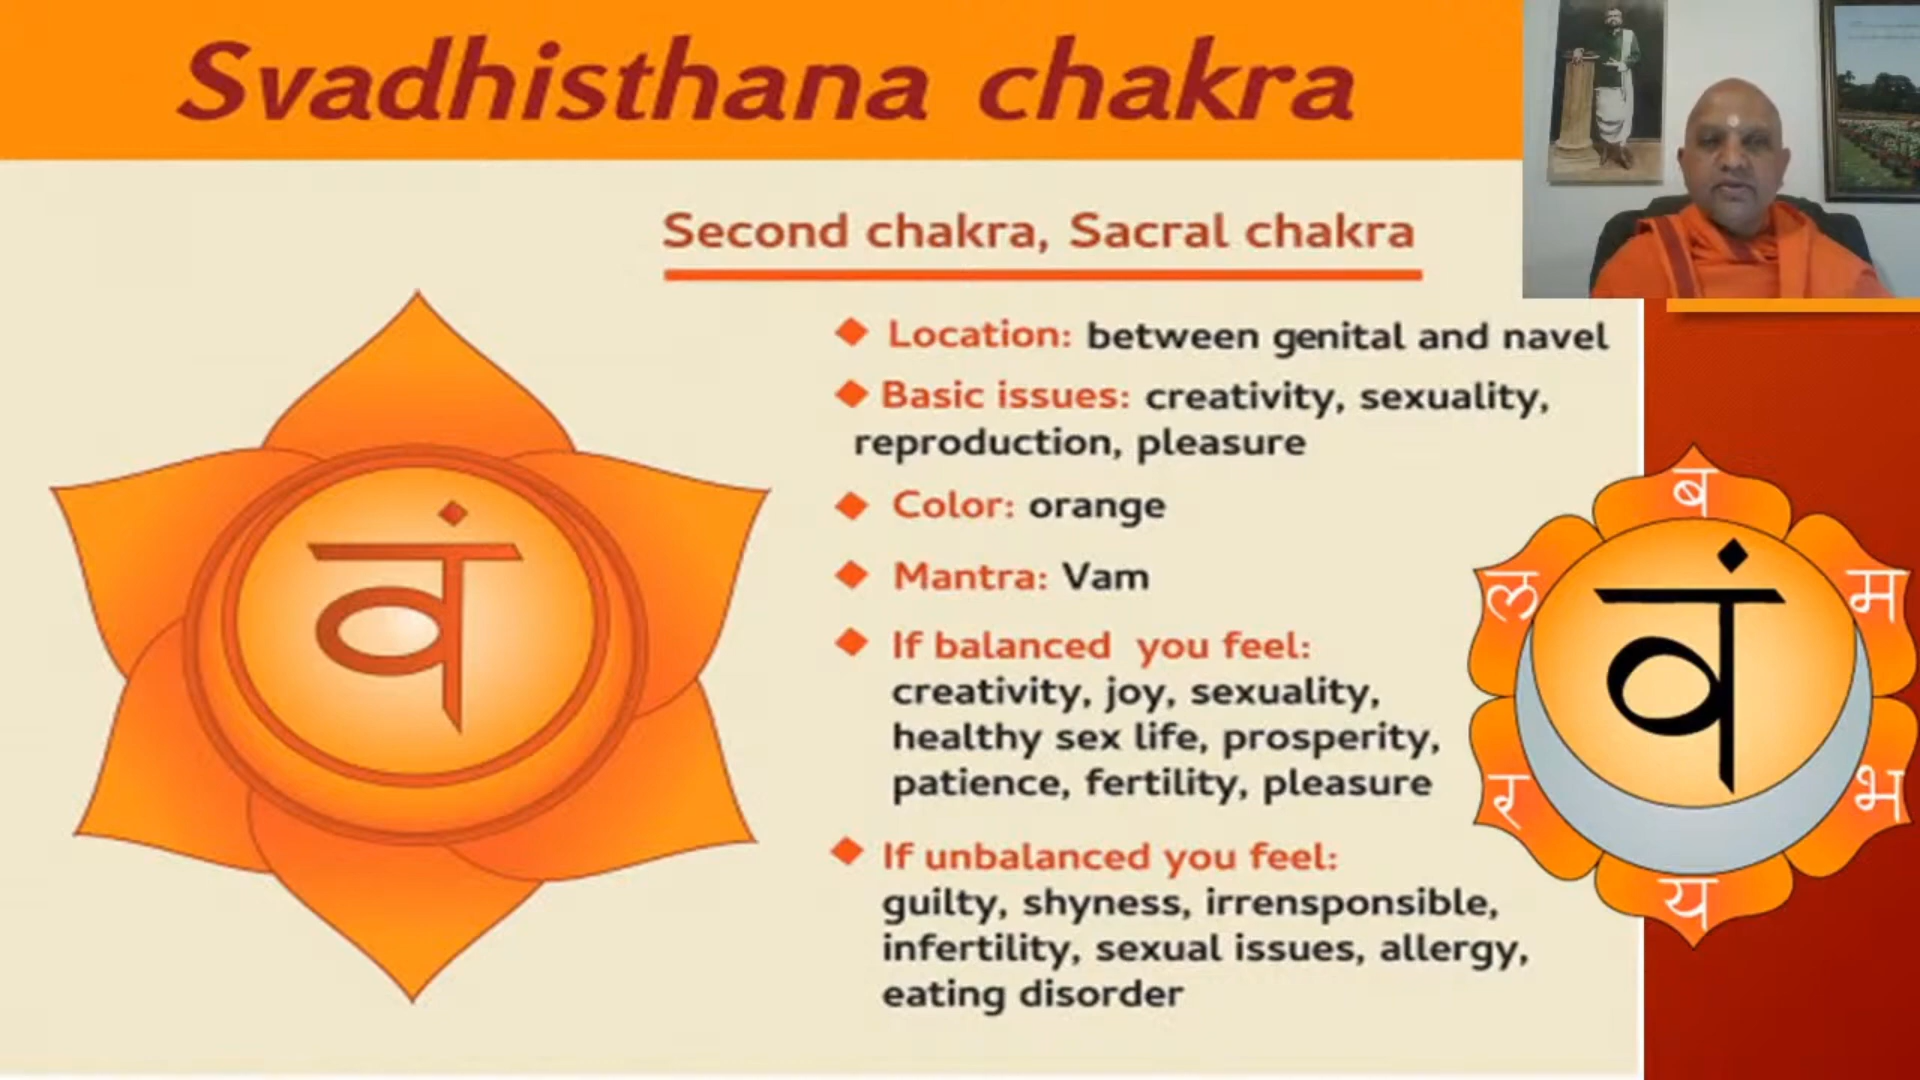 Svadhisthana chakra
Second chakra, Sacral chakra
Location: between genital and navel
Basic issues: creativity, sexuality,
reproduction, pleasure
Color: orange
Mantra: Vam
If balanced you feel:
creativity, joy, sexuality,
healthy sex life, prosperity,
patience, fertility, pleasure
If unbalanced you feel:
guilty, shyness, irrensponsible,
infertility, sexual issues, allergy,
eating disorder
वं
ब
म
भ
य
र
ल
वं